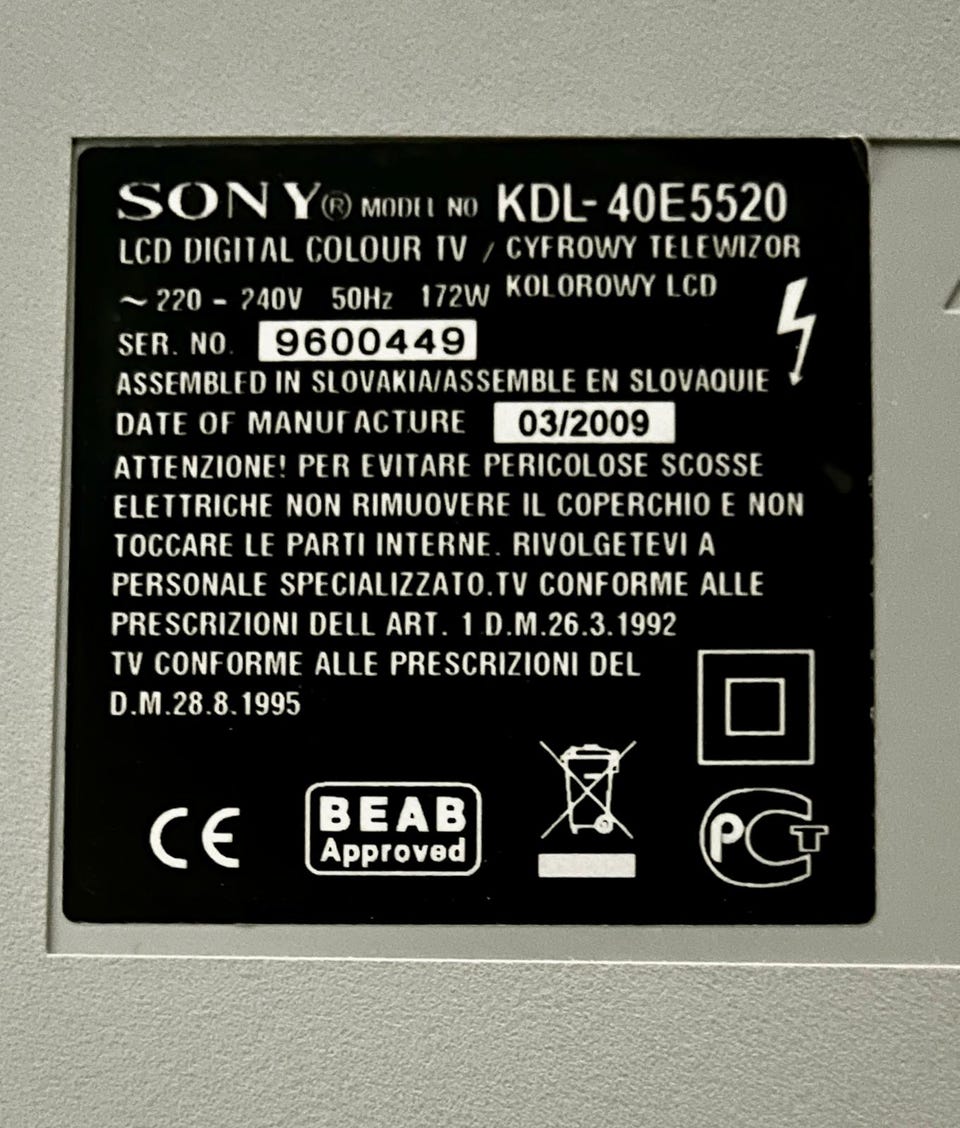 SONY® MODEL NO KDL-40E5520
LCD DIGITAL COLOUR TV / CYFROWY TELEWIZOR
~ 220 - 240V 50Hz 172W KOLOROWY LCD
SER. NO. 9600449
ASSEMBLED IN SLOVAKIA/ASSEMBLE EN SLOVAQUIE
DATE OF MANUFACTURE 03/2009
ATTENZIONE! PER EVITARE PERICOLOSE SCOSSE
ELETTRICHE NON RIMUOVERE IL COPERCHIO E NON
TOCCARE LE PARTI INTERNE. RIVOLGETEVI A
PERSONALE SPECIALIZZATO.TV CONFORME ALLE
PRESCRIZIONI DELL ART. 1 D.M.26.3.1992
TV CONFORME ALLE PRESCRIZIONI DEL
D.M.28.8.1995
CE
BEAB
Approved
PCT